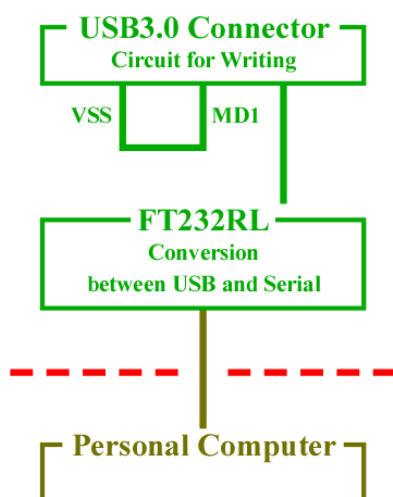 USB3.0 Connector
Circuit for Writing
VSS MD1
FT232RL
Conversion
between USB and Serial
Personal Computer